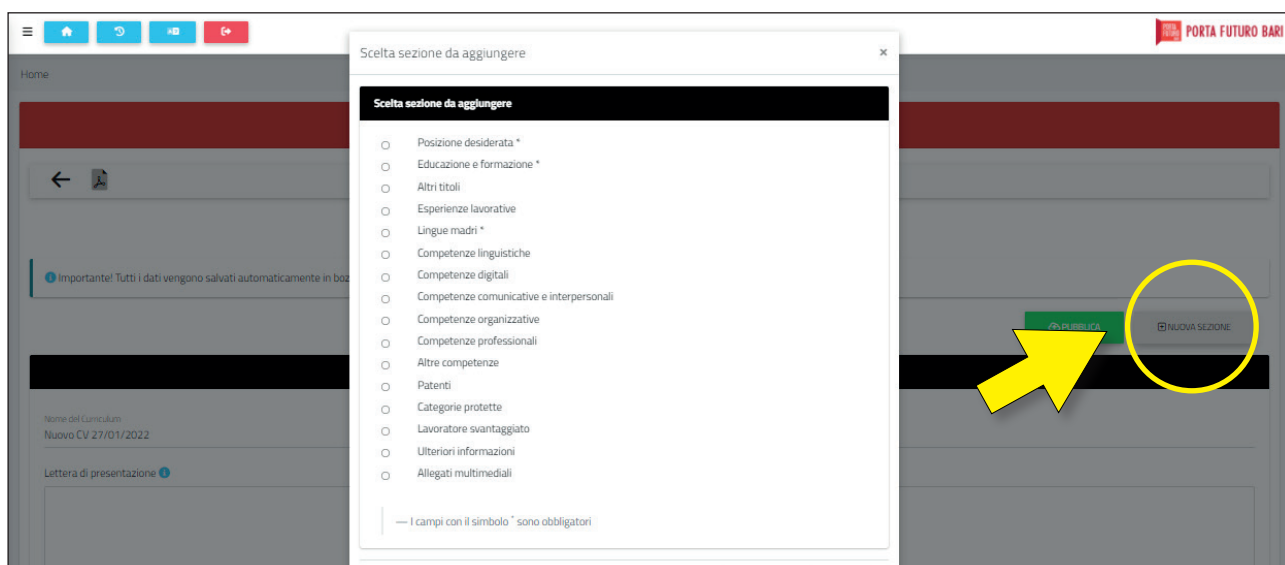 PORTA FUTURO BARI
Home
Scelta sezione da aggiungere
×
Scelta sezione da aggiungere
Posizione desiderata *
Educazione e formazione *
Altri titoli
Esperienze lavorative
Lingue madri *
Competenze linguistiche
Competenze digitali
Competenze comunicative e interpersonali
Competenze organizzative
Competenze professionali
Altre competenze
Patenti
Categorie protette
Lavoratore svantaggiato
Ulteriori informazioni
Allegati multimediali
— I campi con il simbolo * sono obbligatori
Importante! Tutti i dati vengono salvati automaticamente in boz
PUBBLICA
NUOVA SEZIONE
Nome del Curriculum
Nuovo CV 27/01/2022
Lettera di presentazione